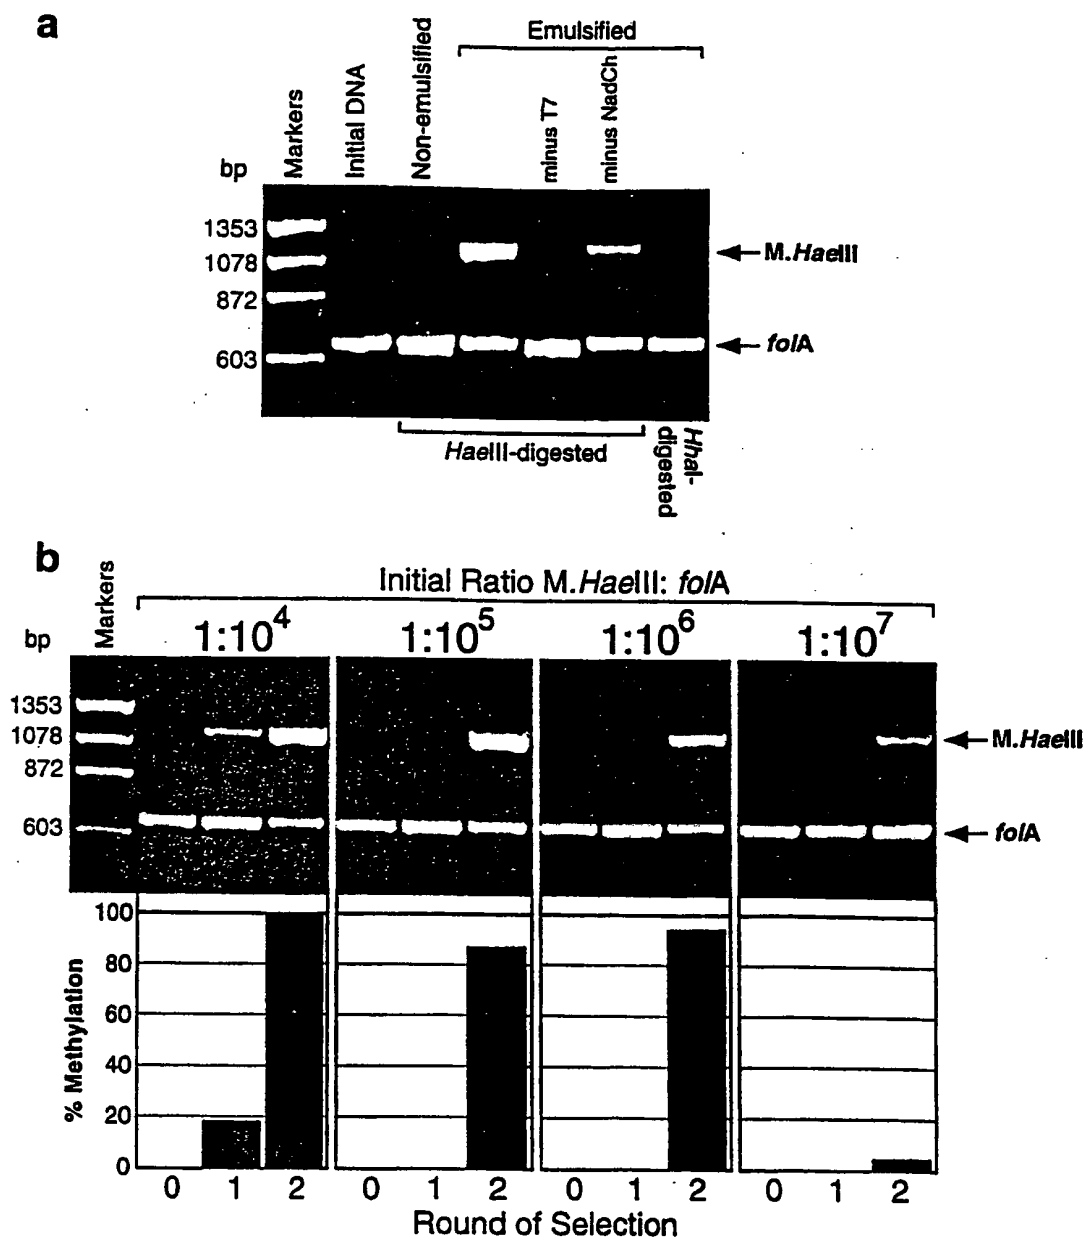 a
Emulsified
bp
Markers
Initial DNA
Non-emulsified
minus T7
minus NadCh
1353
1078
872
603
M.HaeIII
folA
HaeIII-digested
HhaI-
digested
b
Initial Ratio M.HaeIII: folA
bp
Markers
1:10⁴
1:10⁵
1:10⁶
1:10⁷
1353
1078
872
603
M.HaeIII
folA
% Methylation
100
80
60
40
20
0
0 1 2 0 1 2 0 1 2 0 1 2
Round of Selection